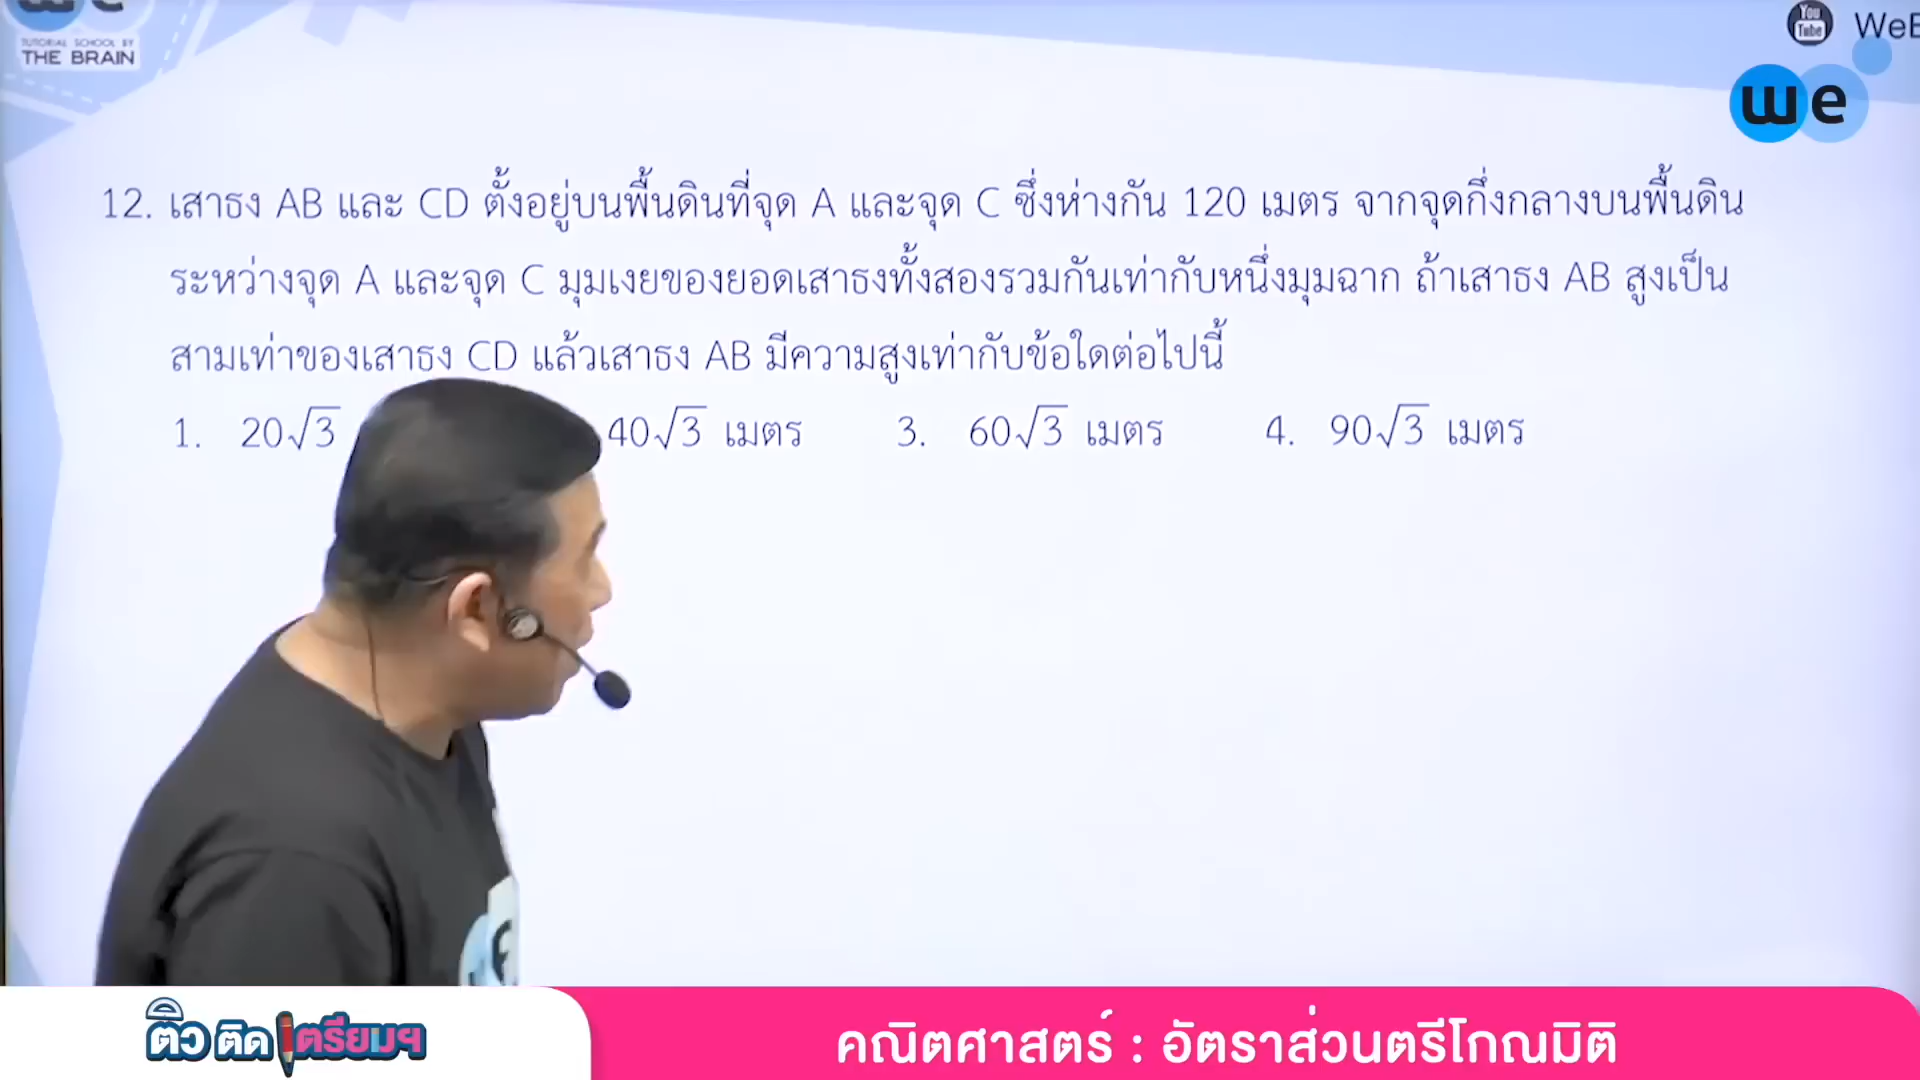 TUTORIAL SCHOOL BY
THE BRAIN
You
Tube
WeB
we
12. เสาธง AB และ CD ตั้งอยู่บนพื้นดินที่จุด A และจุด C ซึ่งห่างกัน 120 เมตร จากจุดกึ่งกลางบนพื้นดิน
ระหว่างจุด A และจุด C มุมเงยของยอดเสาธงทั้งสองรวมกันเท่ากับหนึ่งมุมฉาก ถ้าเสาธง AB สูงเป็น
สามเท่าของเสาธง CD แล้วเสาธง AB มีความสูงเท่ากับข้อใดต่อไปนี้
1. 20√3 40√3 เมตร 3. 60√3 เมตร 4. 90√3 เมตร
ติว ติด เตรียมฯ
คณิตศาสตร์ : อัตราส่วนตรีโกณมิติ